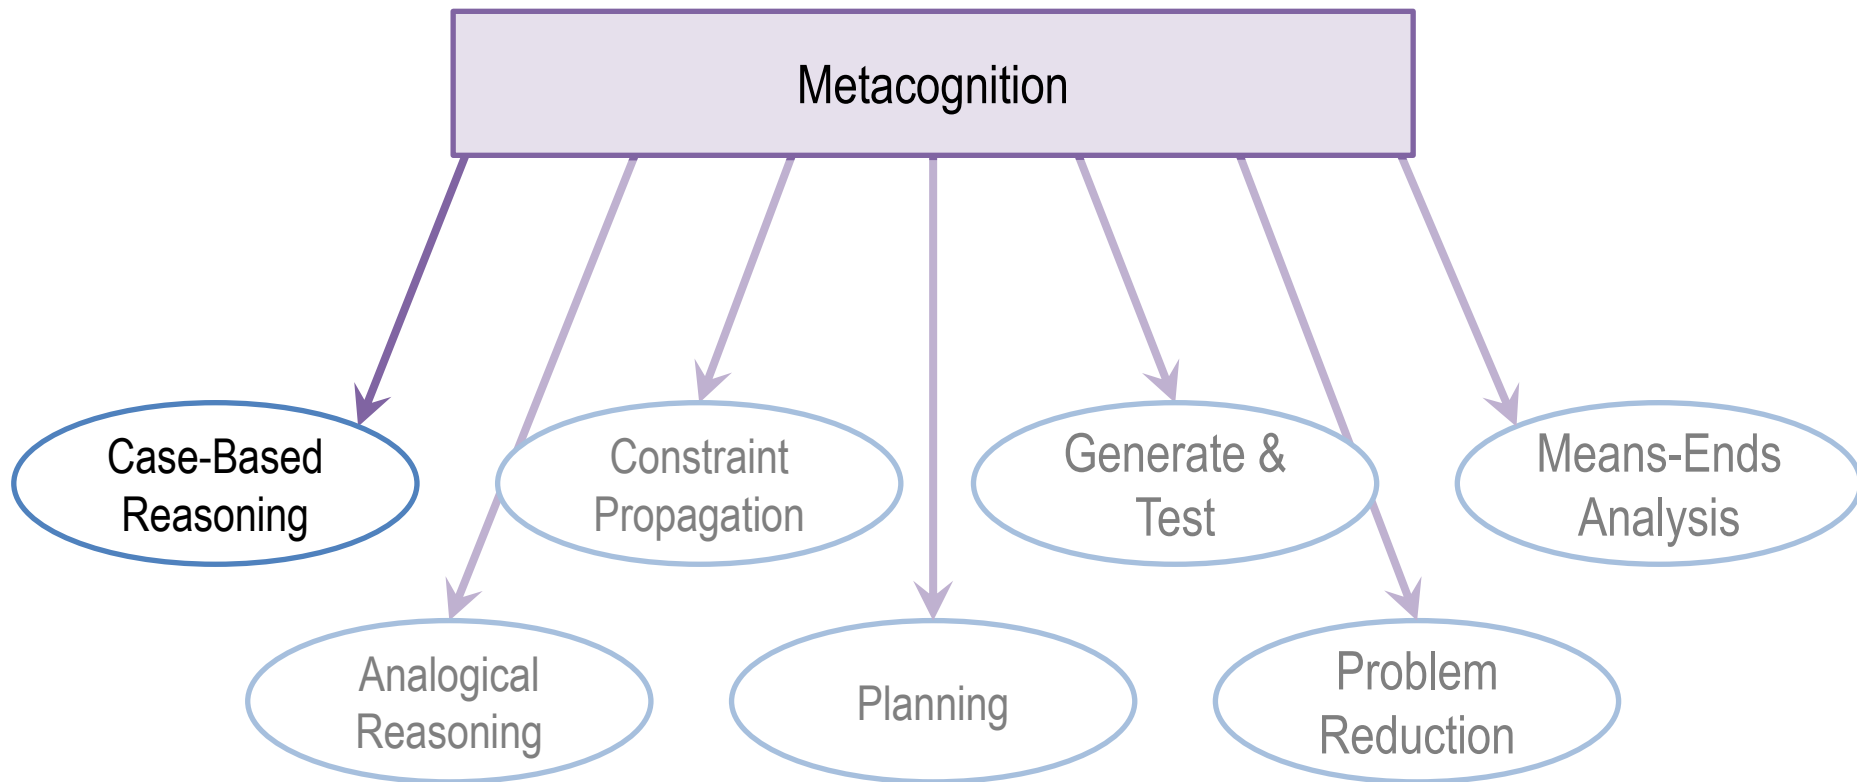 Metacognition
Case-Based
Reasoning
Constraint
Propagation
Generate &
Test
Means-Ends
Analysis
Analogical
Reasoning
Planning
Problem
Reduction